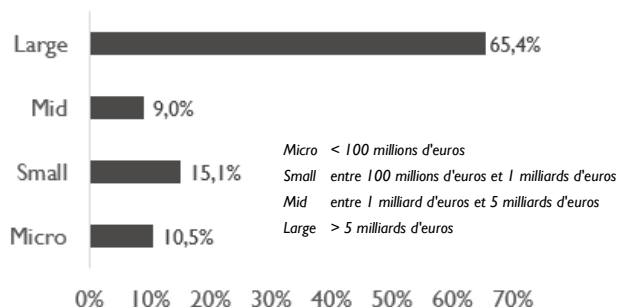 Large 65,4%
Mid 9,0%
Small 15,1%
Micro 10,5%
Micro < 100 millions d'euros
Small entre 100 millions d'euros et 1 milliards d'euros
Mid entre 1 milliard d'euros et 5 milliards d'euros
Large > 5 milliards d'euros
0% 10% 20% 30% 40% 50% 60% 70%